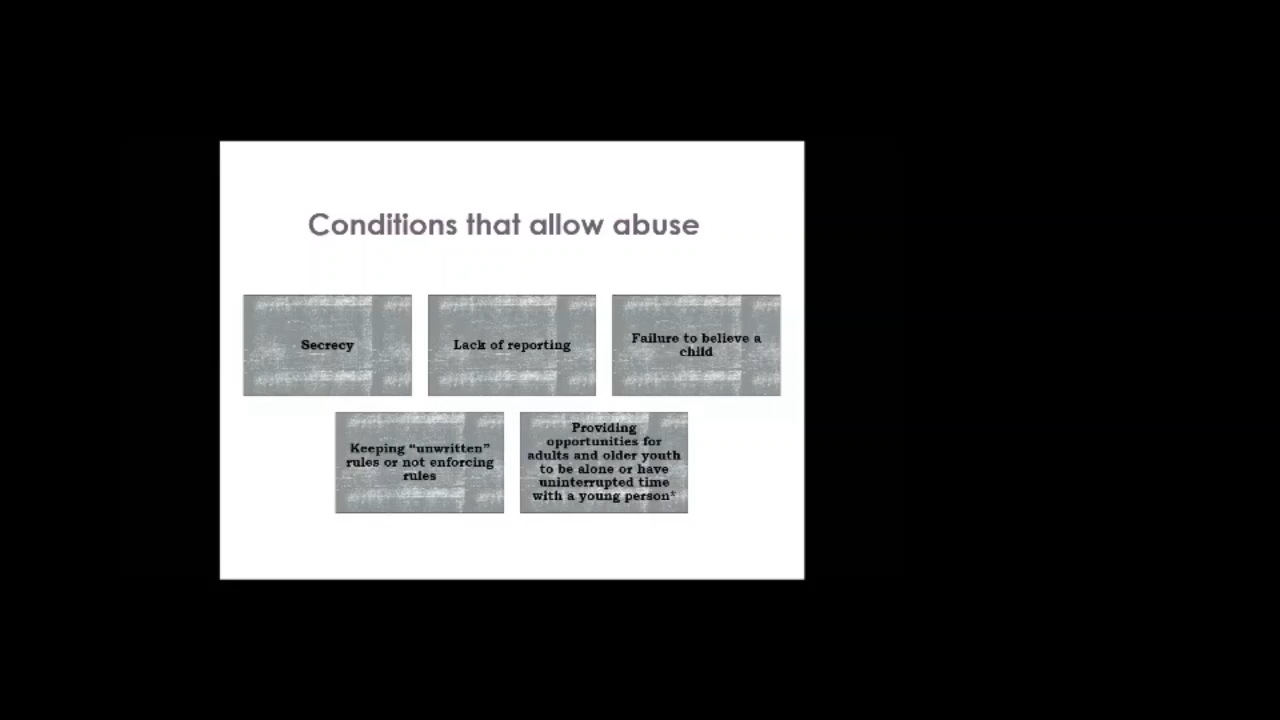 Conditions that allow abuse
Secrecy
Lack of reporting
Failure to believe a
child
Keeping “unwritten”
rules or not enforcing
rules
Providing
opportunities for
adults and older youth
to be alone or have
uninterrupted time
with a young person*